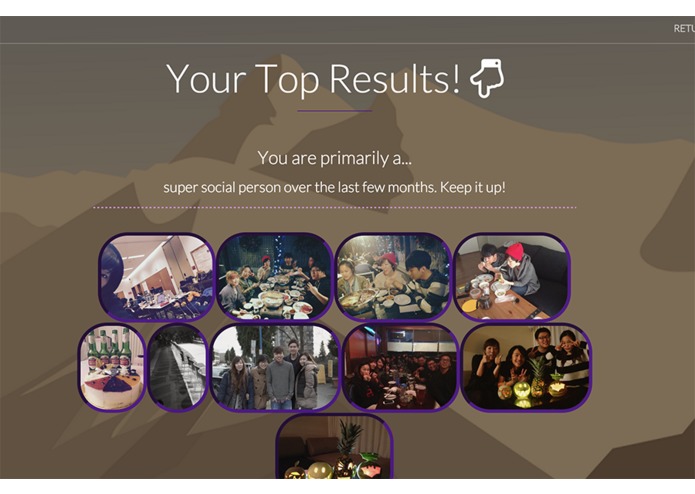 RETU
Your Top Results!
You are primarily a...
super social person over the last few months. Keep it up!